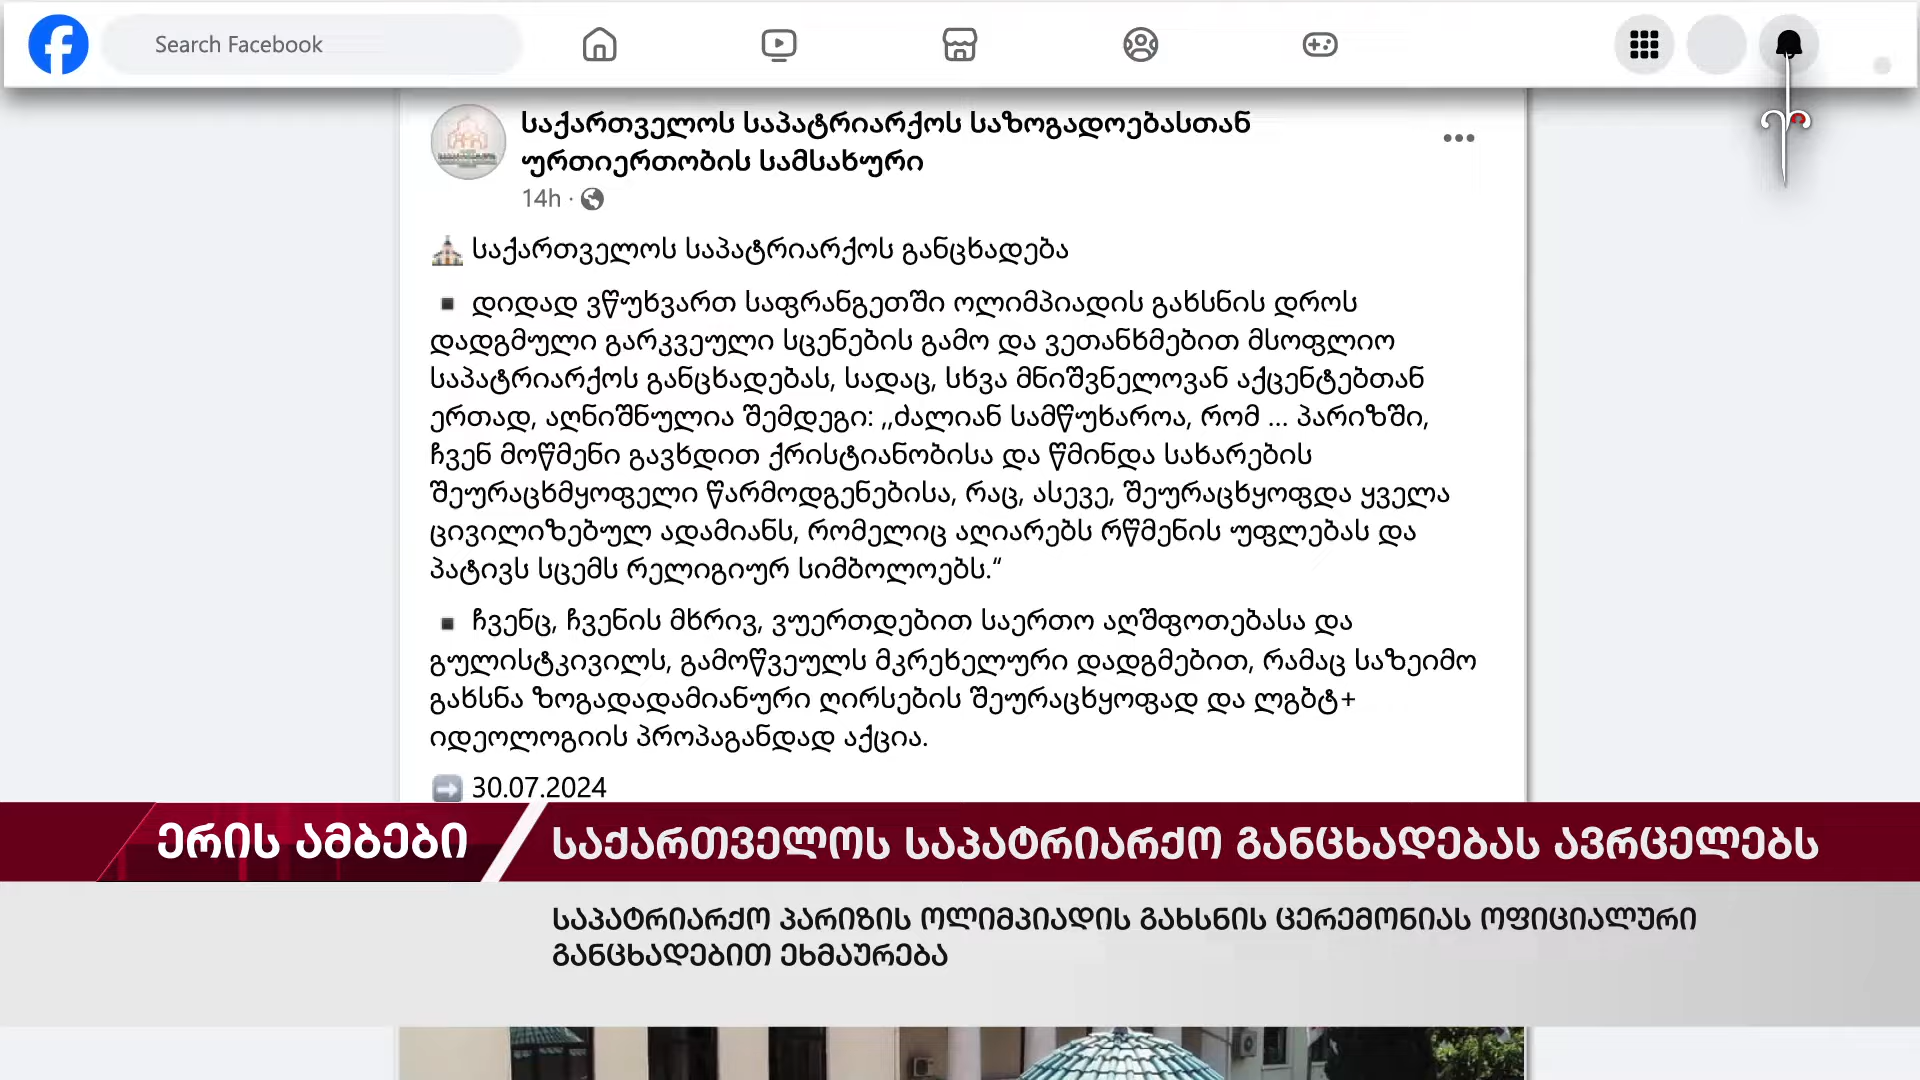 Search Facebook
საქართველოს საპატრიარქოს საზოგადოებასთან
ურთიერთობის სამსახური
14h ·
საქართველოს საპატრიარქოს განცხადება
▪ დიდად ვწუხვართ საფრანგეთში ოლიმპიადის გახსნის დროს
დადგმული გარკვეული სცენების გამო და ვეთანხმებით მსოფლიო
საპატრიარქოს განცხადებას, სადაც, სხვა მნიშვნელოვან აქცენტებთან
ერთად, აღნიშნულია შემდეგი: ,,ძალიან სამწუხაროა, რომ ... პარიზში,
ჩვენ მოწმენი გავხდით ქრისტიანობისა და წმინდა სახარების
შეურაცხმყოფელი წარმოდგენებისა, რაც, ასევე, შეურაცხყოფდა ყველა
ცივილიზებულ ადამიანს, რომელიც აღიარებს რწმენის უფლებას და
პატივს სცემს რელიგიურ სიმბოლოებს.“
▪ ჩვენც, ჩვენის მხრივ, ვუერთდებით საერთო აღშფოთებასა და
გულისტკივილს, გამოწვეულს მკრეხელური დადგმებით, რამაც საზეიმო
გახსნა ზოგადადამიანური ღირსების შეურაცხყოფად და ლგბტ+
იდეოლოგიის პროპაგანდად აქცია.
➡ 30.07.2024
ერის ამბები
საქართველოს საპატრიარქო განცხადებას ავრცელებს
საპატრიარქო პარიზის ოლიმპიადის გახსნის ცერემონიას ოფიციალური
განცხადებით ეხმაურება